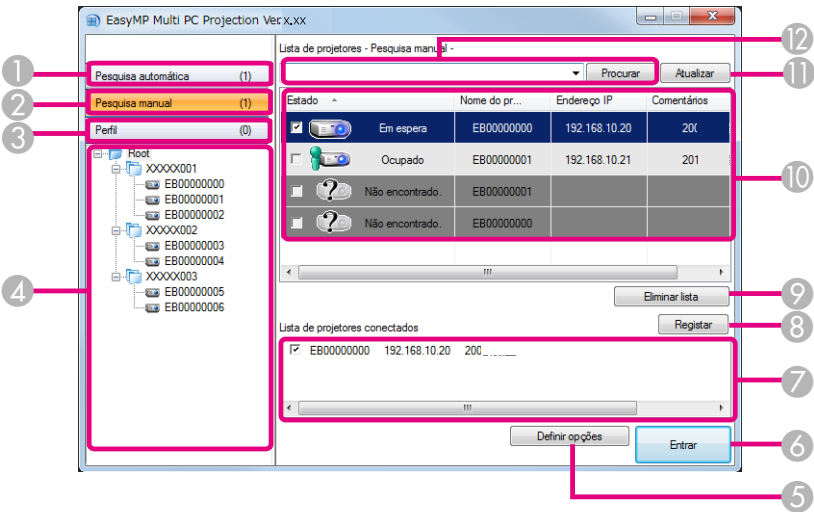 EasyMP Multi PC Projection Ver.x.xx
Lista de projetores - Pesquisa manual -
12
1
Pesquisa automática (1)
Procurar
Atualizar
11
2
Pesquisa manual (1)
Estado Nome do pr... Endereço IP Comentários
3
Perfil (0)
Em espera EB00000000 192.168.10.20 200
Root
XXXXX001
Ocupado EB00000001 192.168.10.21 201
10
EB00000000
EB00000001
Não encontrado. EB00000001
EB00000002
XXXXX002
Não encontrado. EB00000000
EB00000003
EB00000004
XXXXX003
4
EB00000005
EB00000006
Eliminar lista
9
Lista de projetores conectados
Registar
8
EB00000000 192.168.10.20 200
7
Definir opções
Entrar
6
5